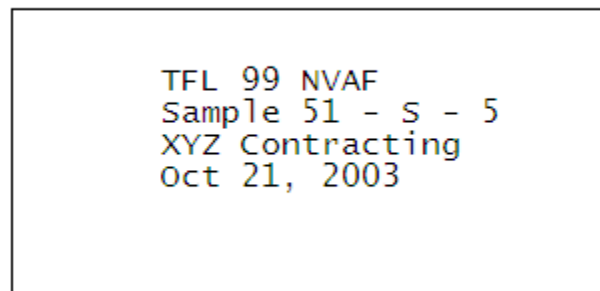 TFL 99 NVAF
Sample 51 - S - 5
XYZ Contracting
Oct 21, 2003